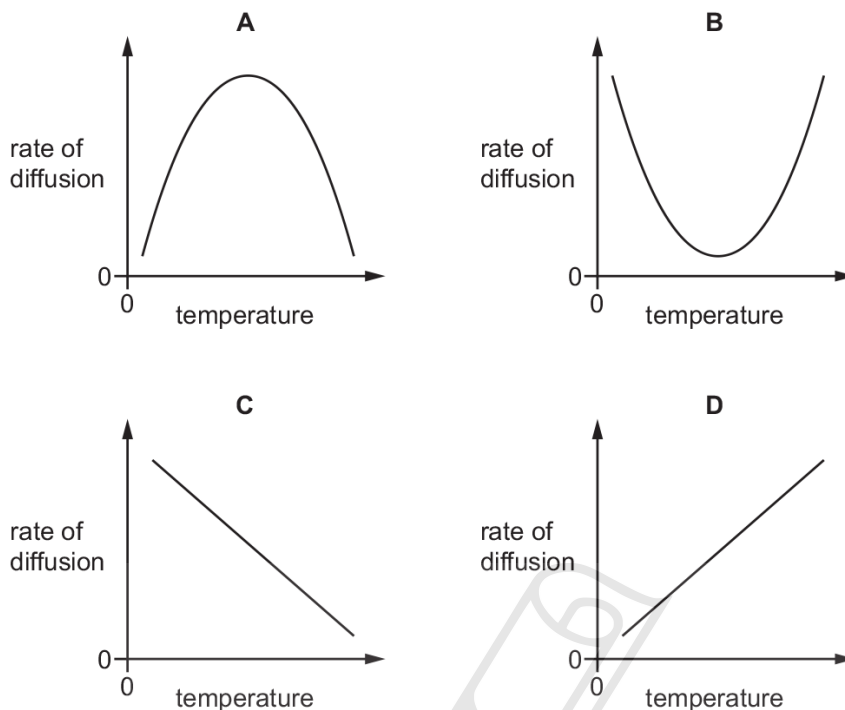 A
rate of
diffusion
0
0
temperature
B
rate of
diffusion
0
0
temperature
C
rate of
diffusion
0
0
temperature
D
rate of
diffusion
0
0
temperature